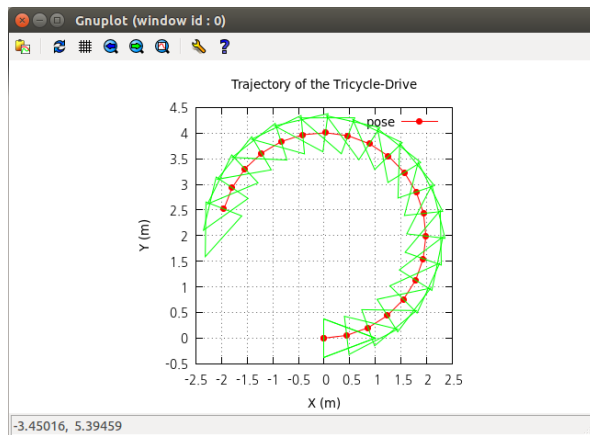 Gnuplot (window id : 0)
Trajectory of the Tricycle-Drive
pose
4.5
4
3.5
3
2.5
2
1.5
1
0.5
0
-0.5
Y (m)
-2.5 -2 -1.5 -1 -0.5 0 0.5 1 1.5 2 2.5
X (m)
-3.45016, 5.39459